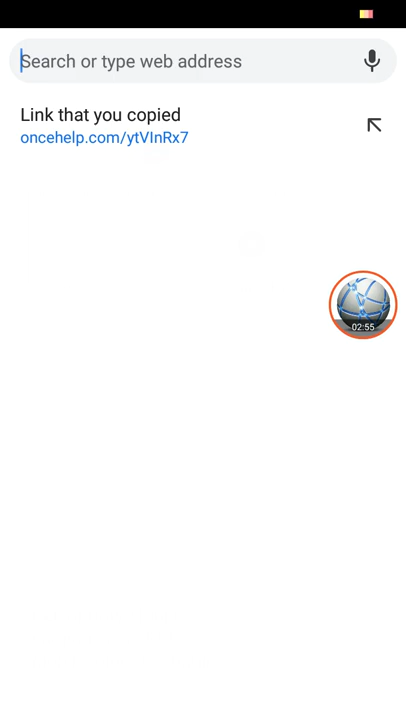 Search or type web address
Link that you copied
oncehelp.com/ytVInRx7
02:55